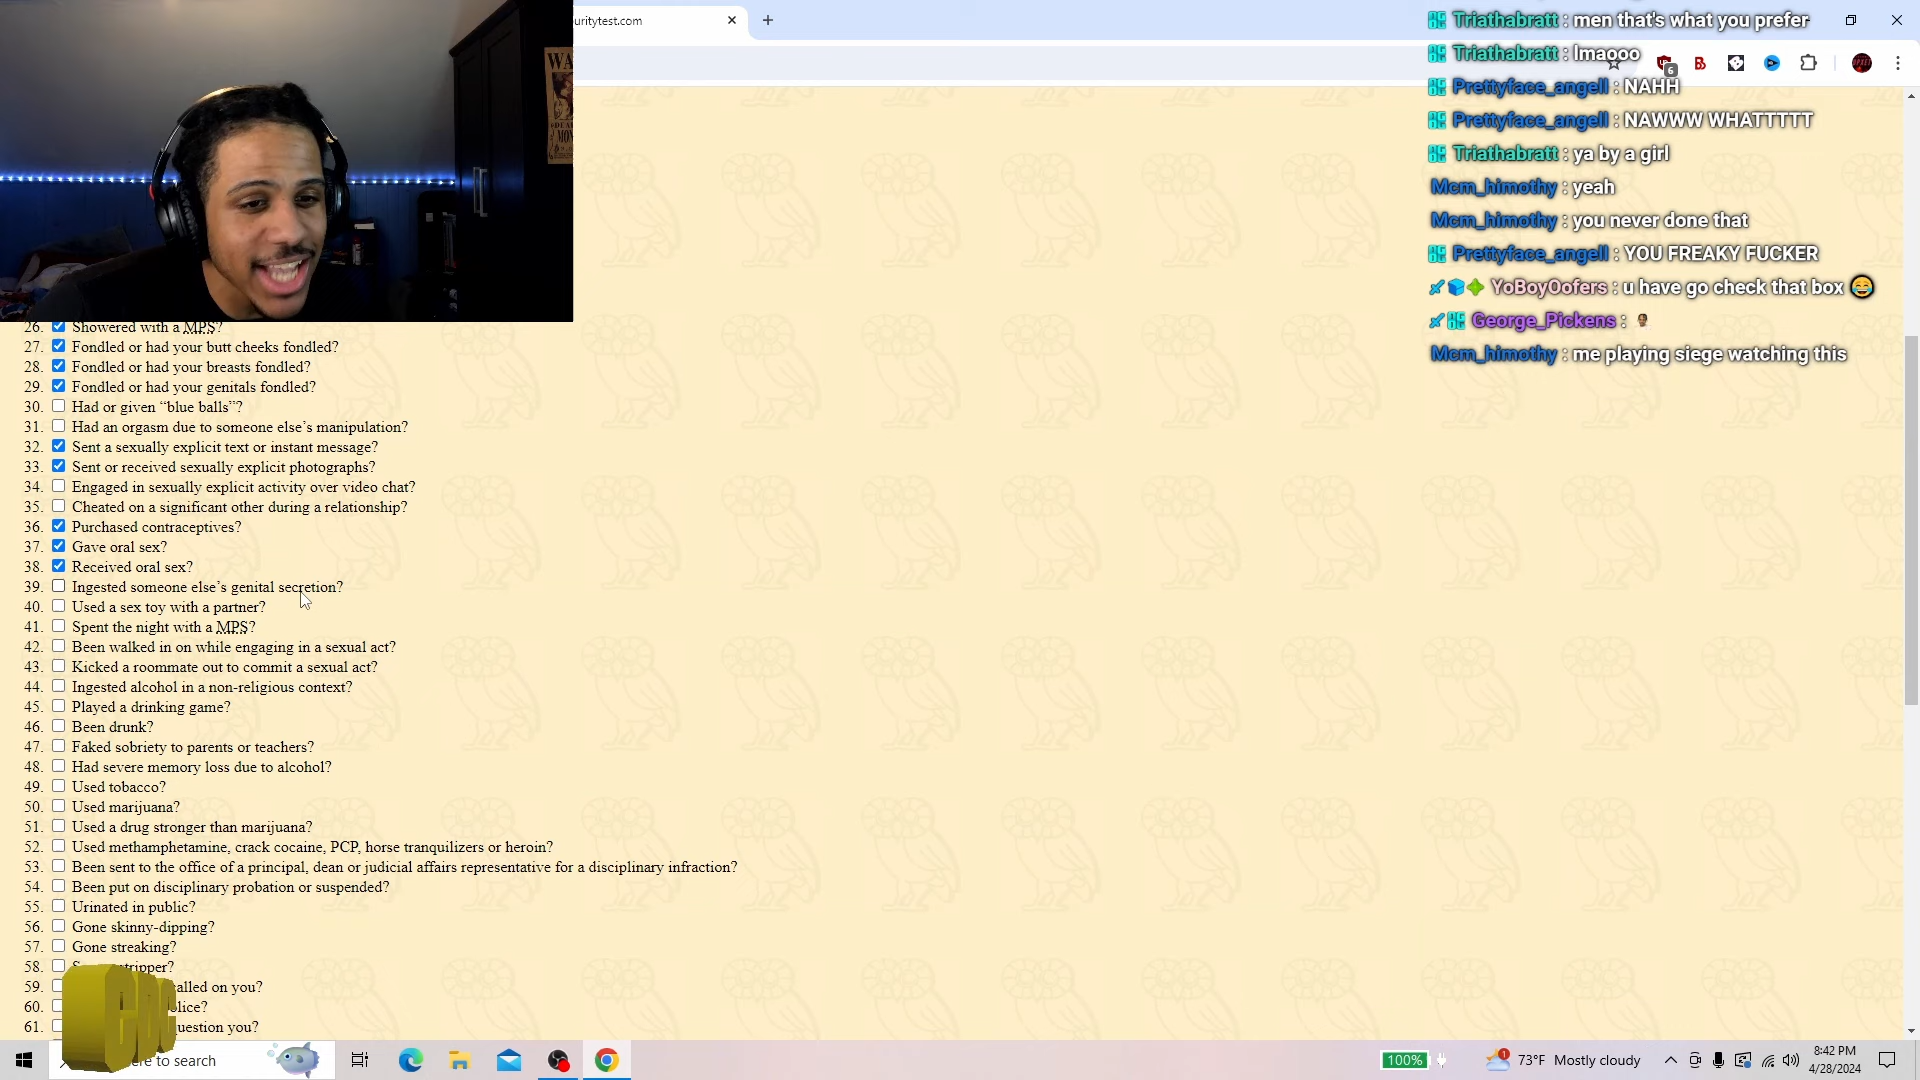 uritytest.com
Triathabratt : men that's what you prefer
Triathabratt : lmaooo
6
Prettyface_angell : NAHH
Prettyface_angell : NAWWW WHATTTTT
Triathabratt : ya by a girl
Mcm_himothy : yeah
Mcm_himothy : you never done that
Prettyface_angell : YOU FREAKY FUCKER
YoBoyOofers : u have go check that box 😂
George_Pickens :
Mcm_himothy : me playing siege watching this
26. Showered with a MPS?
27. Fondled or had your butt cheeks fondled?
28. Fondled or had your breasts fondled?
29. Fondled or had your genitals fondled?
30. Had or given “blue balls”?
31. Had an orgasm due to someone else’s manipulation?
32. Sent a sexually explicit text or instant message?
33. Sent or received sexually explicit photographs?
34. Engaged in sexually explicit activity over video chat?
35. Cheated on a significant other during a relationship?
36. Purchased contraceptives?
37. Gave oral sex?
38. Received oral sex?
39. Ingested someone else’s genital secretion?
40. Used a sex toy with a partner?
41. Spent the night with a MPS?
42. Been walked in on while engaging in a sexual act?
43. Kicked a roommate out to commit a sexual act?
44. Ingested alcohol in a non-religious context?
45. Played a drinking game?
46. Been drunk?
47. Faked sobriety to parents or teachers?
48. Had severe memory loss due to alcohol?
49. Used tobacco?
50. Used marijuana?
51. Used a drug stronger than marijuana?
52. Used methamphetamine, crack cocaine, PCP, horse tranquilizers or heroin?
53. Been sent to the office of a principal, dean or judicial affairs representative for a disciplinary infraction?
54. Been put on disciplinary probation or suspended?
55. Urinated in public?
56. Gone skinny-dipping?
57. Gone streaking?
58. tripper?
59. alled on you?
60. olice?
61. uestion you?
ere to search
100%
1
73°F Mostly cloudy
8:42 PM
4/28/2024